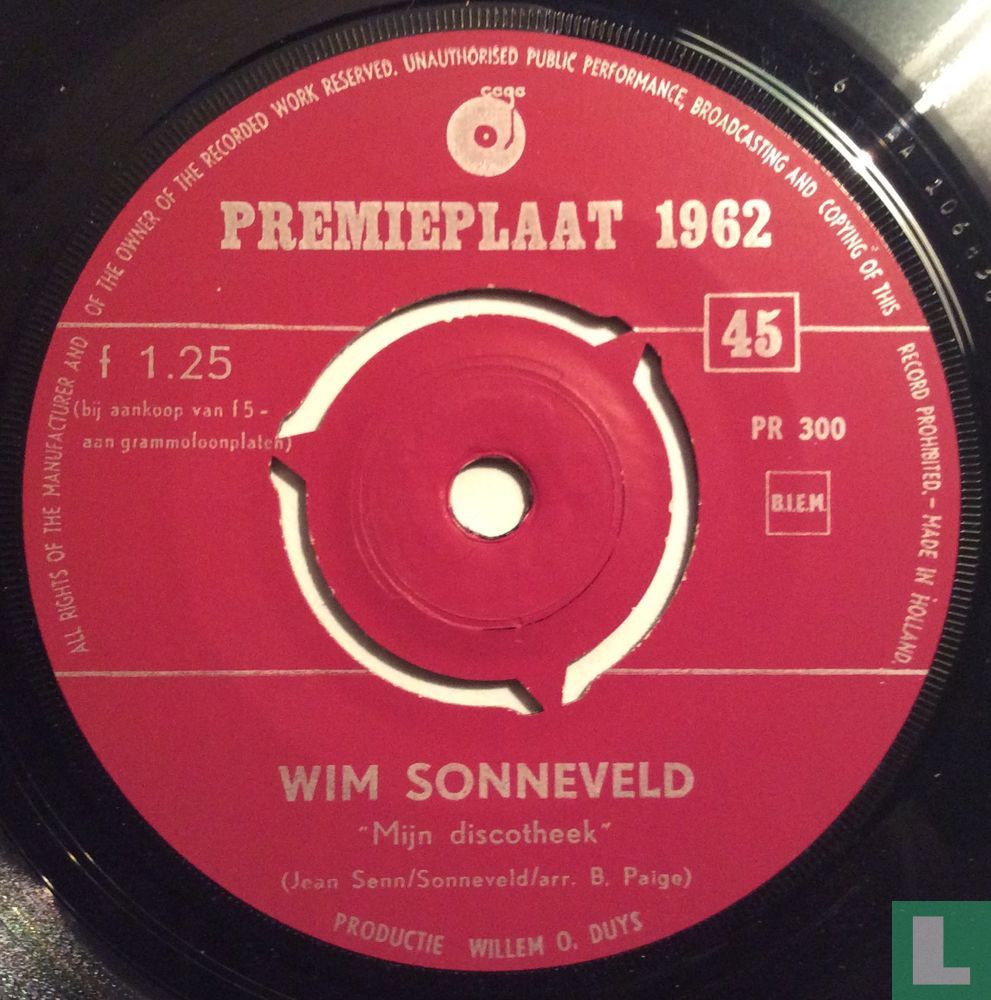 ALL RIGHTS OF THE MANUFACTURER AND OF THE OWNER OF THE RECORDED WORK RESERVED. UNAUTHORISED PUBLIC PERFORMANCE, BROADCASTING AND COPYING OF THIS RECORD PROHIBITED. - MADE IN HOLLAND.
PREMIEPLAAT 1962
45
f 1.25
(bij aankoop van f 5 -
aan grammofoonplaten)
PR 300
B.I.E.M.
WIM SONNEVELD
"Mijn discotheek"
(Jean Senn/Sonneveld/arr. B. Paige)
PRODUCTIE WILLEM O. DUYS
L